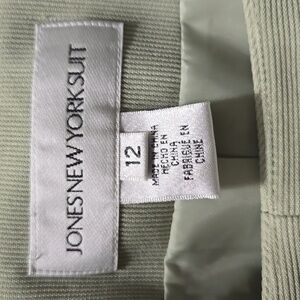 JONES NEW YORK SUIT
12
MADE IN CHINA
HECHO EN
CHINA
FABRIQUÉ EN
CHINE